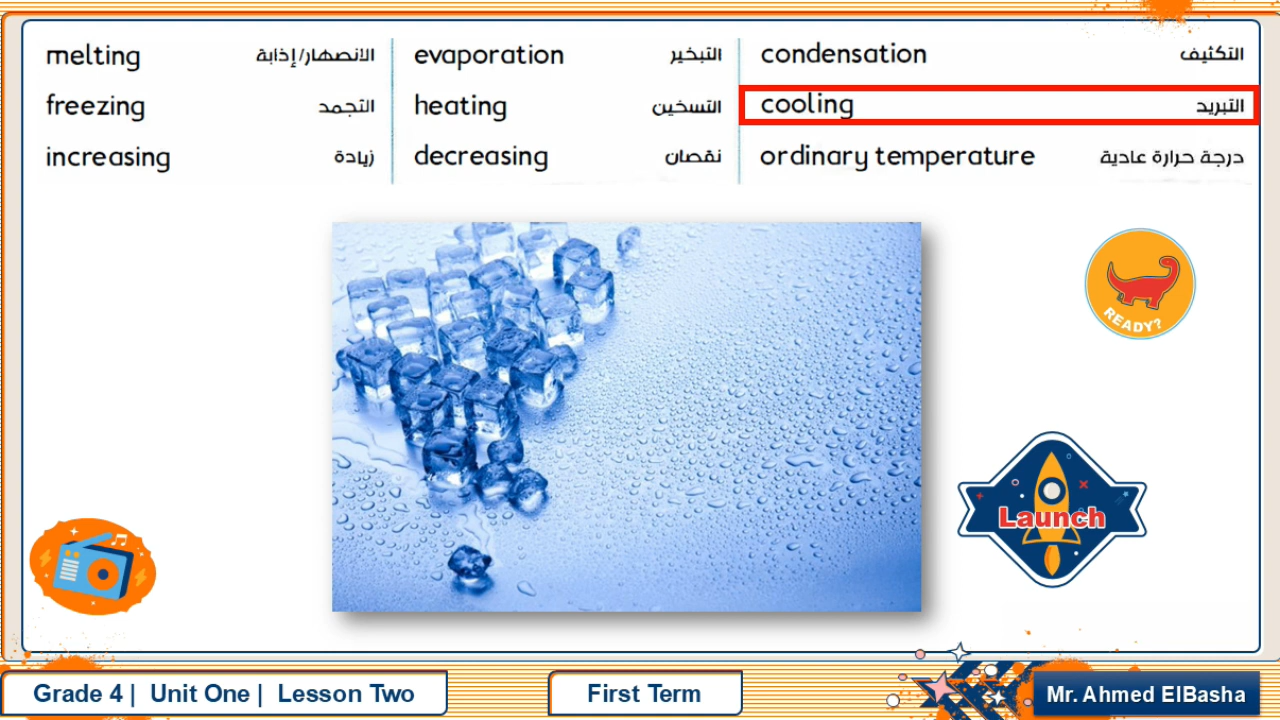 melting الانصهار/إذابة evaporation التبخير condensation التكثيف
freezing التجمد heating التسخين cooling التبريد
increasing زيادة decreasing نقصان ordinary temperature درجة حرارة عادية
READY?
Launch
Grade 4 | Unit One | Lesson Two
First Term
Mr. Ahmed ElBasha